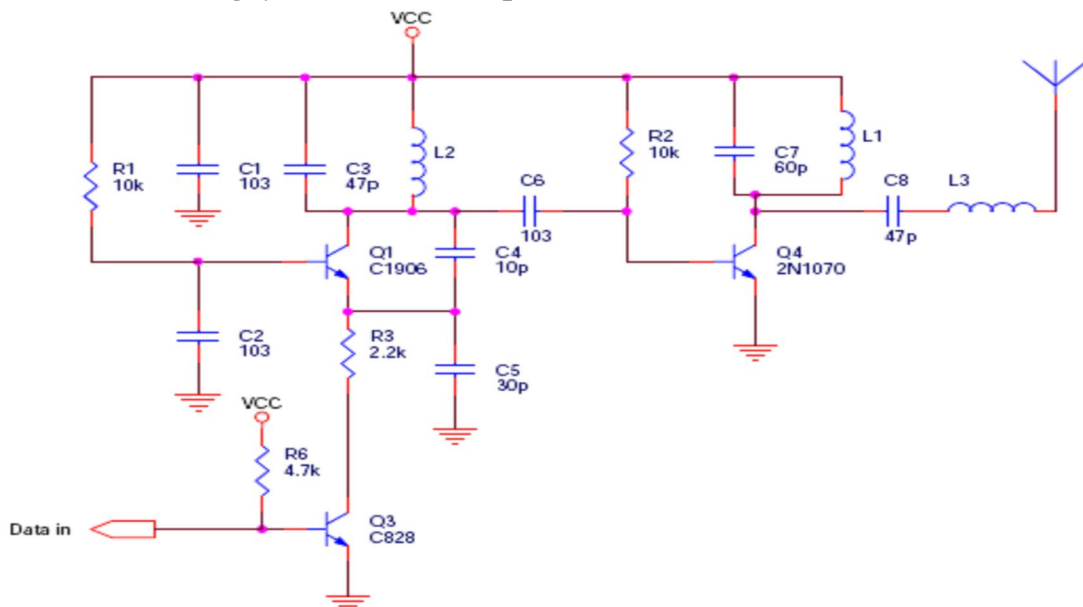 VCC
R1
10k
C1
103
C3
47p
L2
C6
103
R2
10k
C7
60p
L1
C8
47p
L3
Q1
C1906
C4
10p
Q4
2N1070
C2
103
R3
2.2k
C5
30p
VCC
R6
4.7k
Data in
Q3
C828